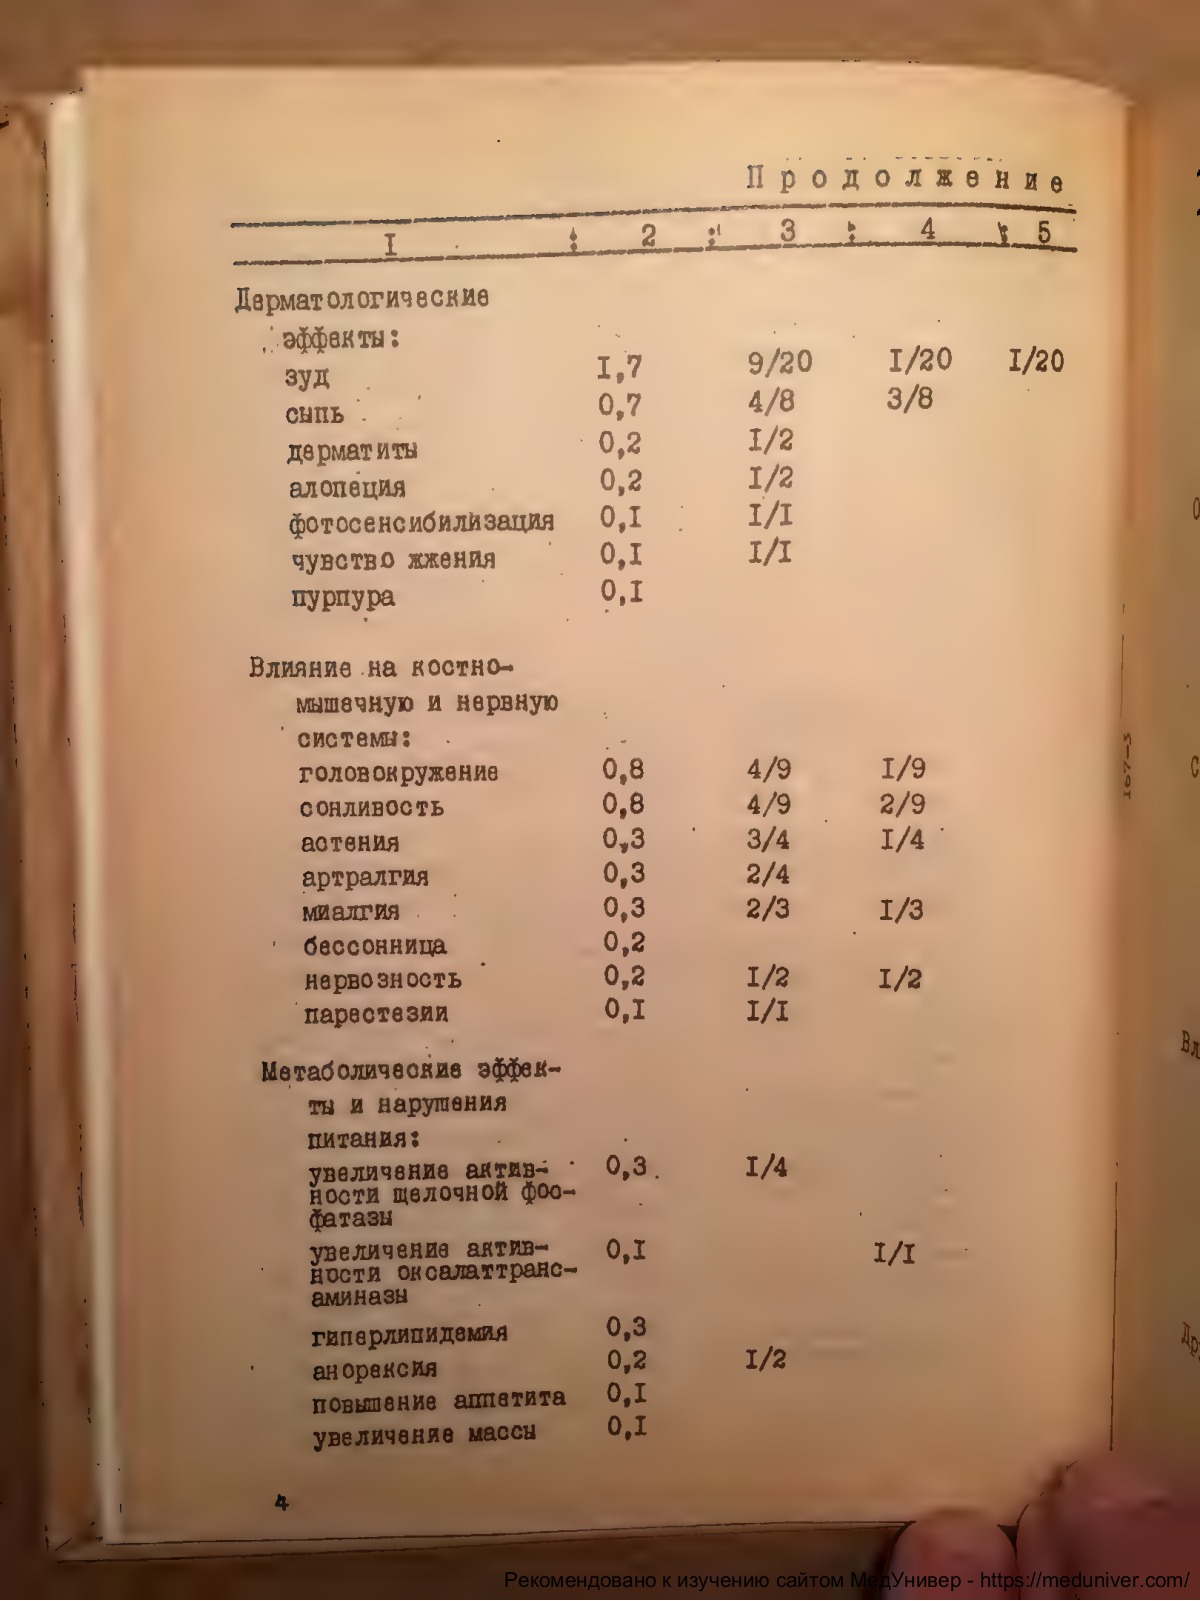 Продолжение
I : 2 : 3 : 4 : 5
Дерматологические
эффекты:
зуд I,7 9/20 I/20 I/20
сыпь 0,7 4/8 3/8
дерматиты 0,2 I/2
алопеция 0,2 I/2
фотосенсибилизация 0,I I/I
чувство жжения 0,I I/I
пурпура 0,I
Влияние на костно-
мышечную и нервную
системы:
головокружение 0,8 4/9 I/9
сонливость 0,8 4/9 2/9
астения 0,3 3/4 I/4
артралгия 0,3 2/4
миалгия 0,3 2/3 I/3
бессонница 0,2
нервозность 0,2 I/2 I/2
парестезии 0,I I/I
Метаболические эффек-
ты и нарушения
питания:
увеличение актив- 0,3 I/4
ности щелочной фос-
фатазы
увеличение актив- 0,I I/I
ности оксалаттранс-
аминазы
гиперлипидемия 0,3
анорексия 0,2 I/2
повышение аппетита 0,I
увеличение массы 0,I
4
167-3
Рекомендовано к изучению сайтом МедУнивер - https://meduniver.com/